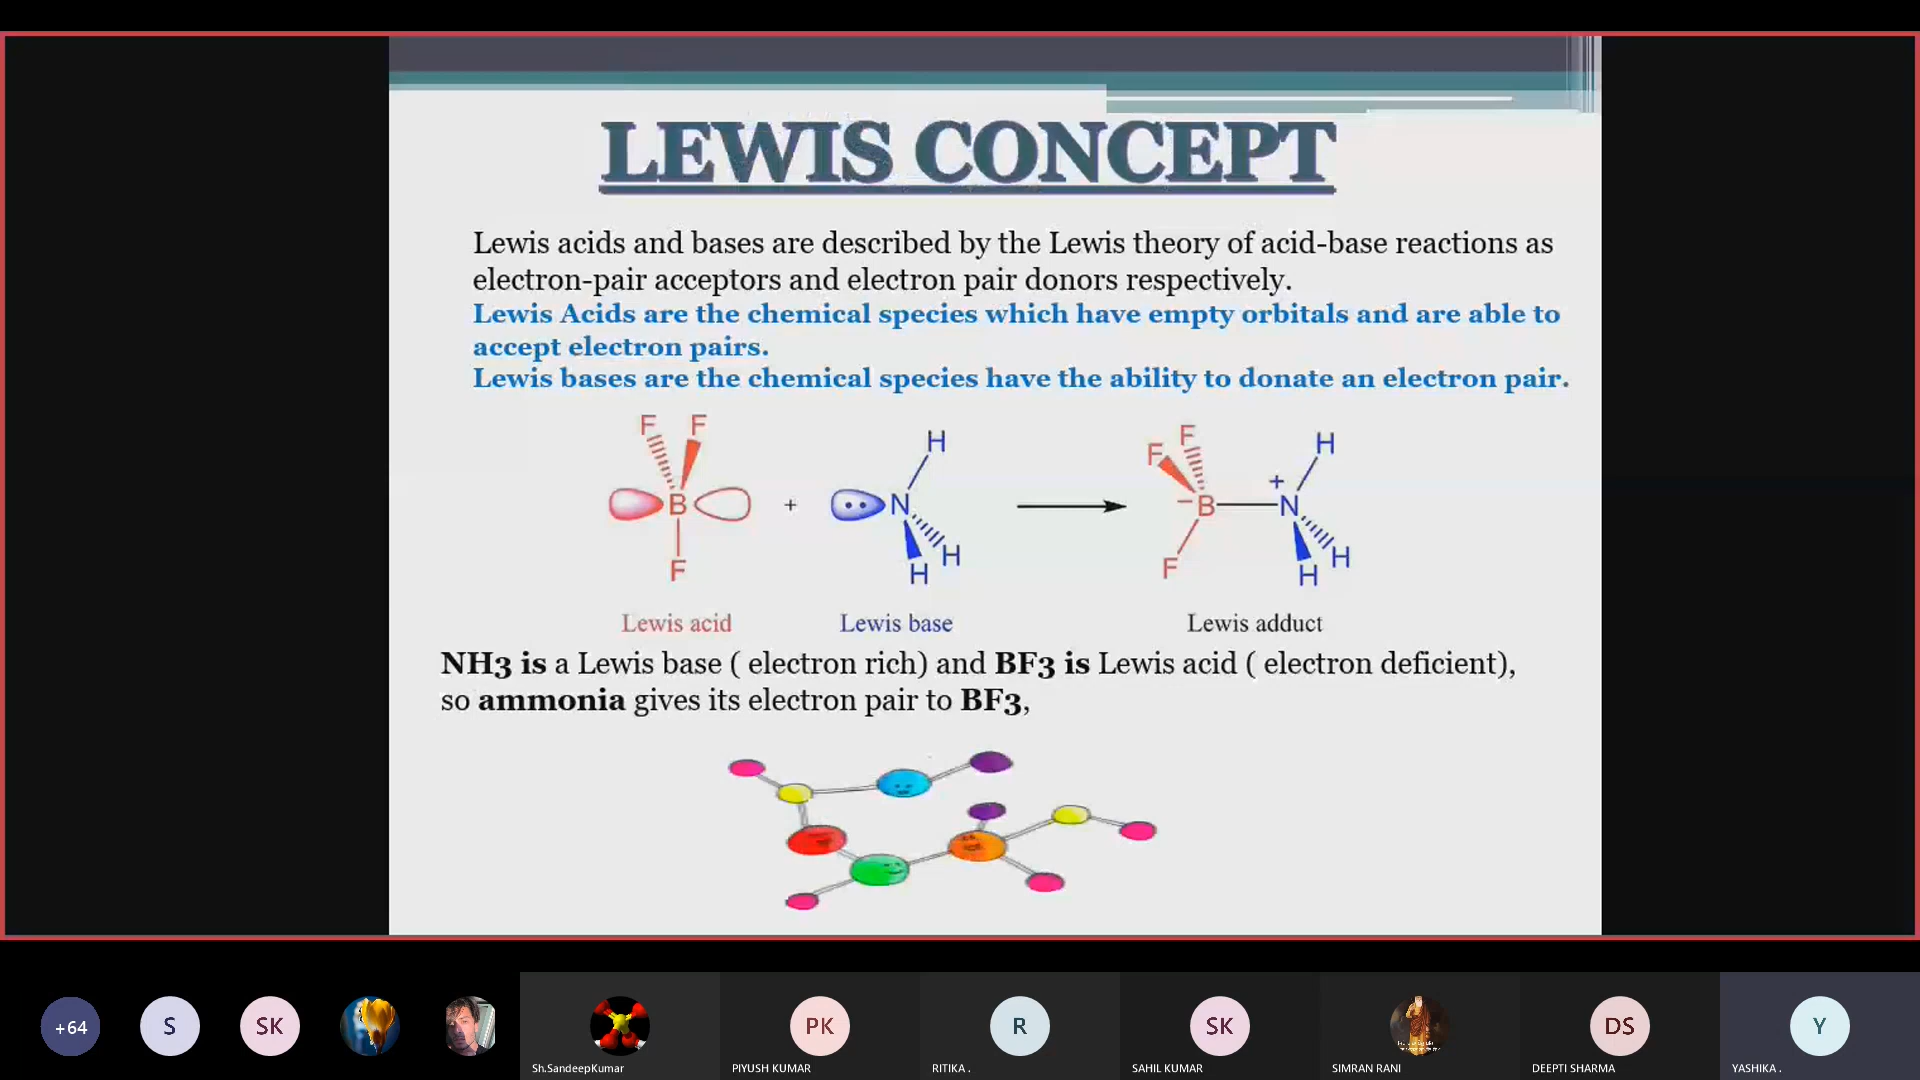 LEWIS CONCEPT
Lewis acids and bases are described by the Lewis theory of acid-base reactions as
electron-pair acceptors and electron pair donors respectively.
Lewis Acids are the chemical species which have empty orbitals and are able to
accept electron pairs.
Lewis bases are the chemical species have the ability to donate an electron pair.
F F H F F H
B + N − B + N
F H H F H H
Lewis acid Lewis base Lewis adduct
NH3 is a Lewis base ( electron rich) and BF3 is Lewis acid ( electron deficient),
so ammonia gives its electron pair to BF3,
+64 S SK PK R SK DS Y
Sh.SandeepKumar PIYUSH KUMAR RITIKA . SAHIL KUMAR SIMRAN RANI DEEPTI SHARMA YASHIKA .